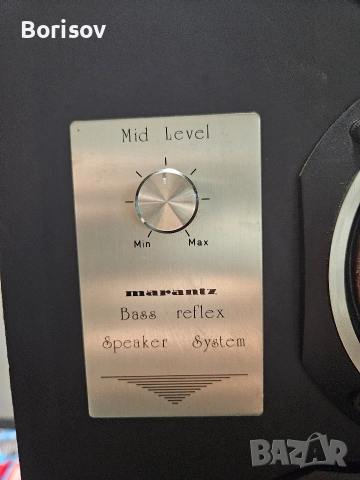 Borisov
Mid Level
Min Max
marantz
Bass reflex
Speaker System
BAZAR